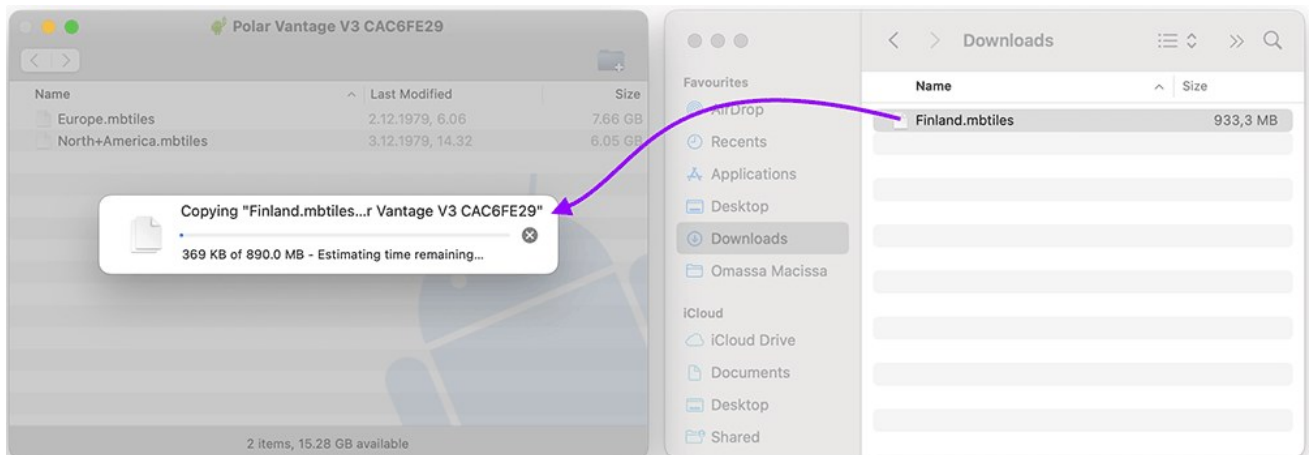 Polar Vantage V3 CAC6FE29
Name Last Modified Size
Europe.mbtiles 2.12.1979, 6.06 7.66 GB
North+America.mbtiles 3.12.1979, 14.32 6.05 GB
Copying "Finland.mbtiles...r Vantage V3 CAC6FE29"
369 KB of 890.0 MB - Estimating time remaining...
2 items, 15.28 GB available
Downloads
Favourites
AirDrop
Recents
Applications
Desktop
Downloads
Omassa Macissa
iCloud
iCloud Drive
Documents
Desktop
Shared
Name Size
Finland.mbtiles 933,3 MB